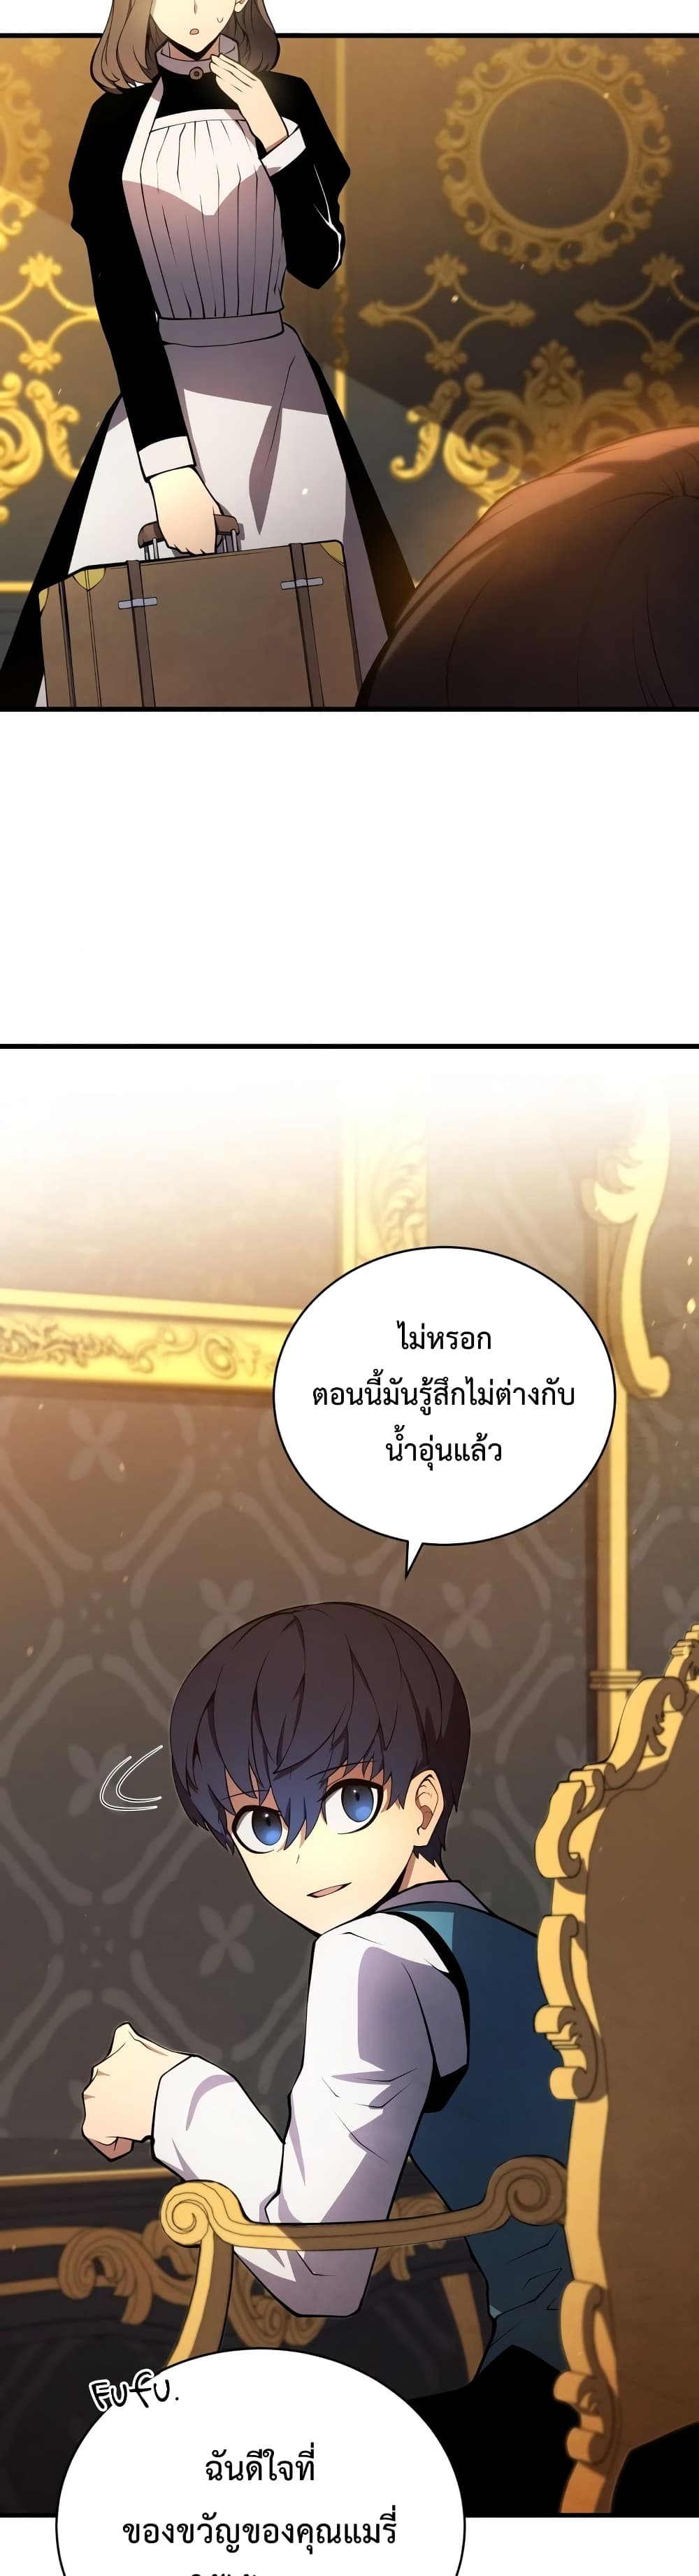 ไม่หรอก
ตอนนี้มันรู้สึกไม่ต่างกับ
น้ำอุ่นแล้ว
FuFu.
ฉันดีใจที่
ของขวัญของคุณแมรี่